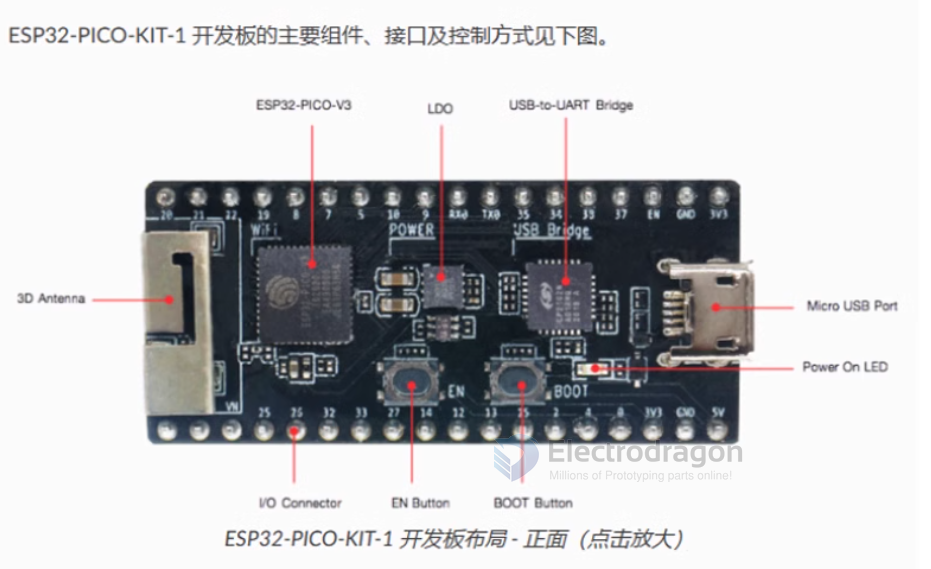 ESP32-PICO-KIT-1 开发板的主要组件、接口及控制方式见下图。
ESP32-PICO-V3
LDO
USB-to-UART Bridge
20 21 22 19 8 7 5 10 9 RX0 TX0 35 34 38 37 EN GND 3V3
WiFi
POWER
USB Bridge
3D Antenna
Micro USB Port
Power On LED
EN
BOOT
VN 25 26 32 33 27 14 12 13 15 2 4 0 3V3 GND 5V
Electrodragon
Millions of Prototyping parts online!
I/O Connector
EN Button
BOOT Button
ESP32-PICO-KIT-1 开发板布局 - 正面（点击放大）